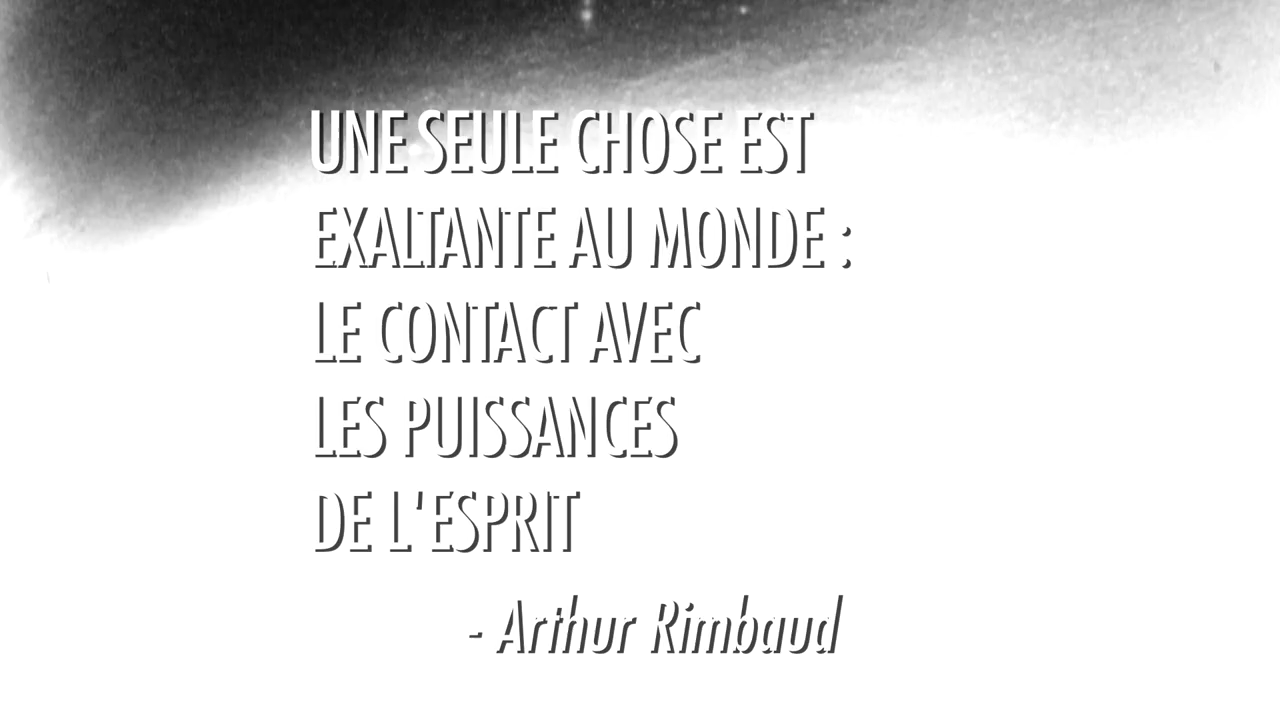 UNE SEULE CHOSE EST
EXALTANTE AU MONDE :
LE CONTACT AVEC
LES PUISSANCES
DE L'ESPRIT
- Arthur Rimbaud